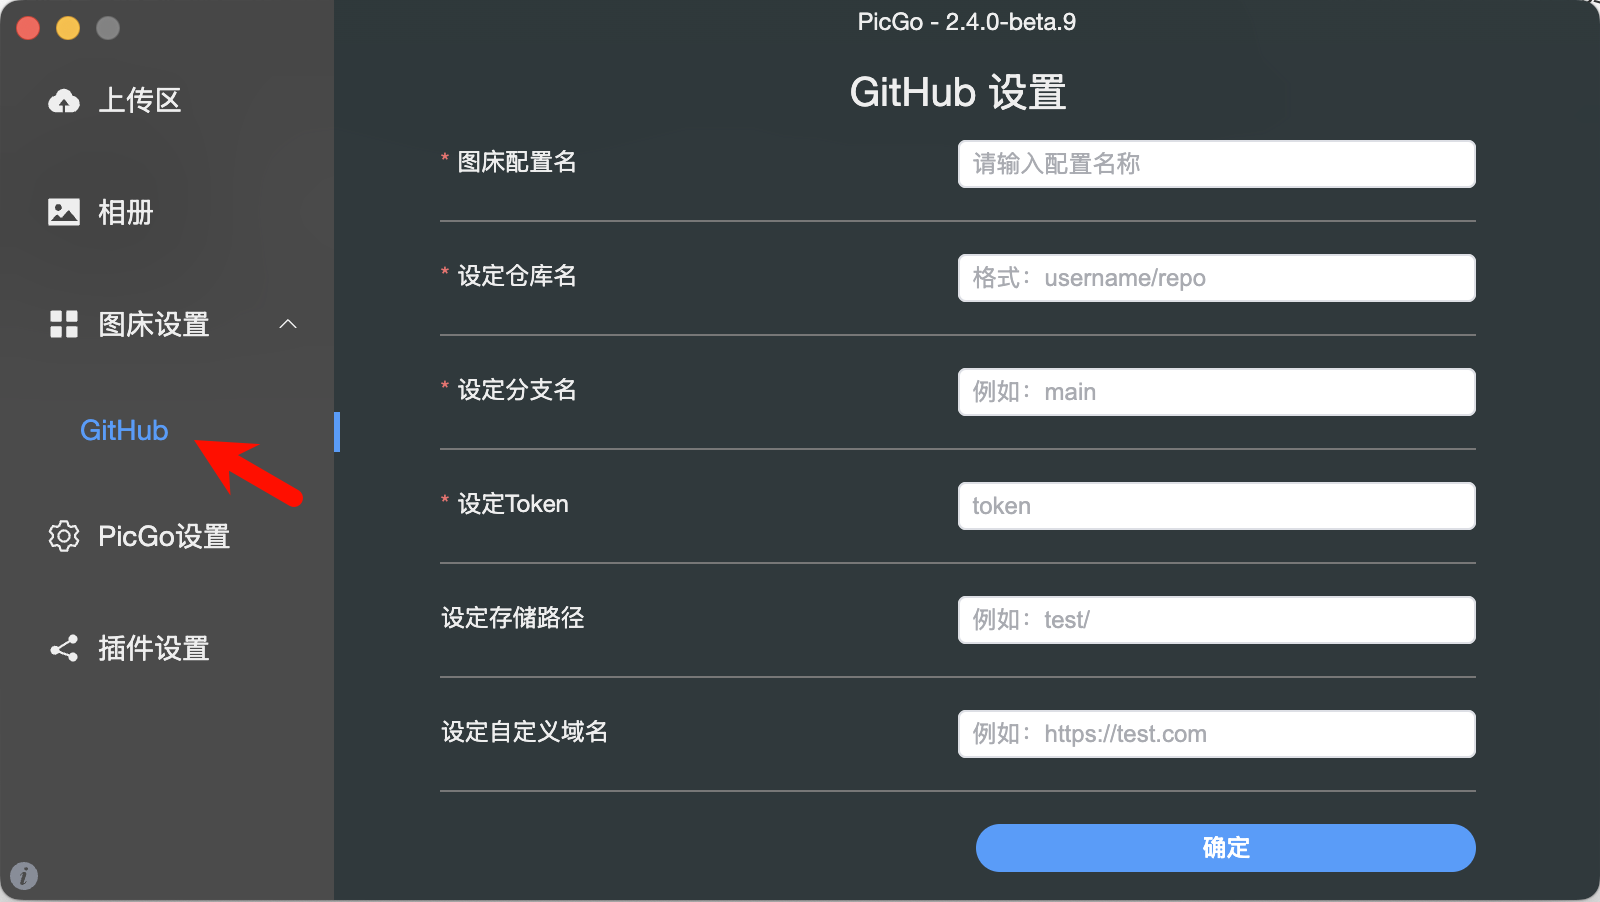 PicGo - 2.4.0-beta.9
上传区
相册
图床设置
GitHub
PicGo设置
插件设置
GitHub 设置
* 图床配置名
请输入配置名称
* 设定仓库名
格式：username/repo
* 设定分支名
例如：main
* 设定Token
token
设定存储路径
例如：test/
设定自定义域名
例如：https://test.com
确定
i